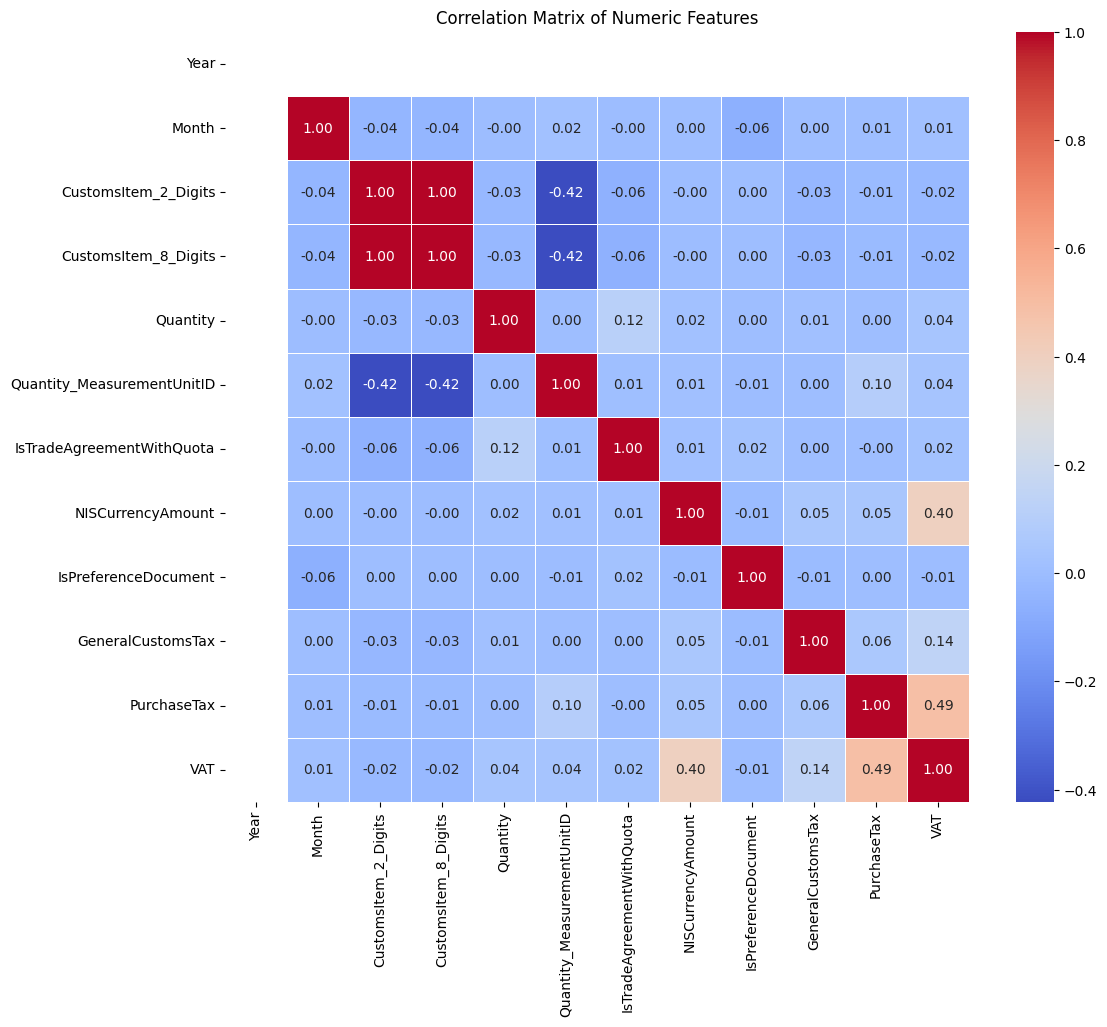 Correlation Matrix of Numeric Features
Year
Month 1.00 -0.04 -0.04 -0.00 0.02 -0.00 0.00 -0.06 0.00 0.01 0.01
CustomsItem_2_Digits -0.04 1.00 1.00 -0.03 -0.42 -0.06 -0.00 0.00 -0.03 -0.01 -0.02
CustomsItem_8_Digits -0.04 1.00 1.00 -0.03 -0.42 -0.06 -0.00 0.00 -0.03 -0.01 -0.02
Quantity -0.00 -0.03 -0.03 1.00 0.00 0.12 0.02 0.00 0.01 0.00 0.04
Quantity_MeasurementUnitID 0.02 -0.42 -0.42 0.00 1.00 0.01 0.01 -0.01 0.00 0.10 0.04
IsTradeAgreementWithQuota -0.00 -0.06 -0.06 0.12 0.01 1.00 0.01 0.02 0.00 -0.00 0.02
NISCurrencyAmount 0.00 -0.00 -0.00 0.02 0.01 0.01 1.00 -0.01 0.05 0.05 0.40
IsPreferenceDocument -0.06 0.00 0.00 0.00 -0.01 0.02 -0.01 1.00 -0.01 0.00 -0.01
GeneralCustomsTax 0.00 -0.03 -0.03 0.01 0.00 0.00 0.05 -0.01 1.00 0.06 0.14
PurchaseTax 0.01 -0.01 -0.01 0.00 0.10 -0.00 0.05 0.00 0.06 1.00 0.49
VAT 0.01 -0.02 -0.02 0.04 0.04 0.02 0.40 -0.01 0.14 0.49 1.00
Year
Month
CustomsItem_2_Digits
CustomsItem_8_Digits
Quantity
Quantity_MeasurementUnitID
IsTradeAgreementWithQuota
NISCurrencyAmount
IsPreferenceDocument
GeneralCustomsTax
PurchaseTax
VAT
1.0
0.8
0.6
0.4
0.2
0.0
−0.2
−0.4